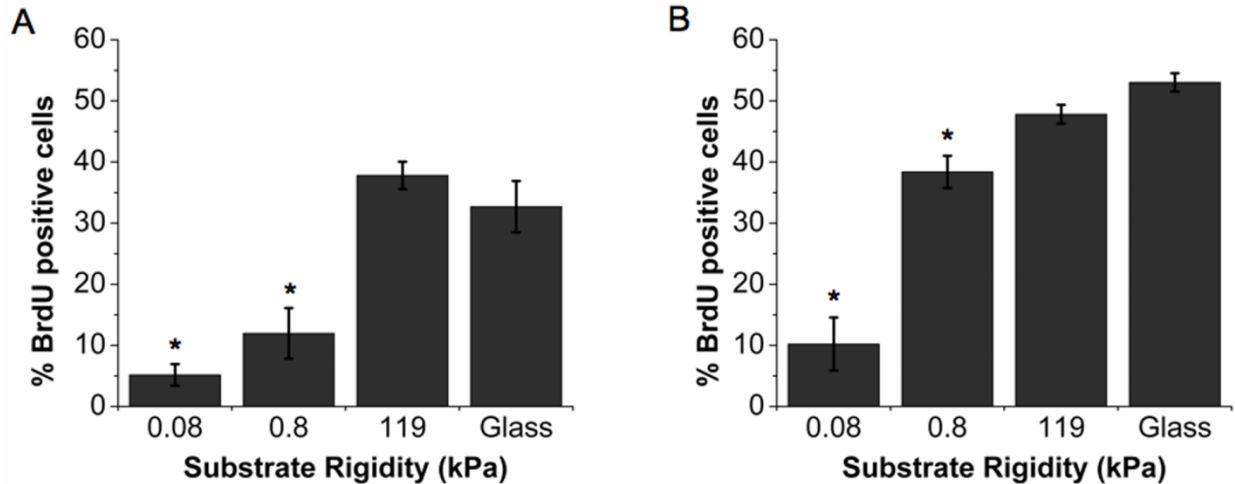 A
% BrdU positive cells
60
50
40
30
20
10
0
* *
0.08 0.8 119 Glass
Substrate Rigidity (kPa)
B
% BrdU positive cells
60
50
40
30
20
10
0
* *
0.08 0.8 119 Glass
Substrate Rigidity (kPa)